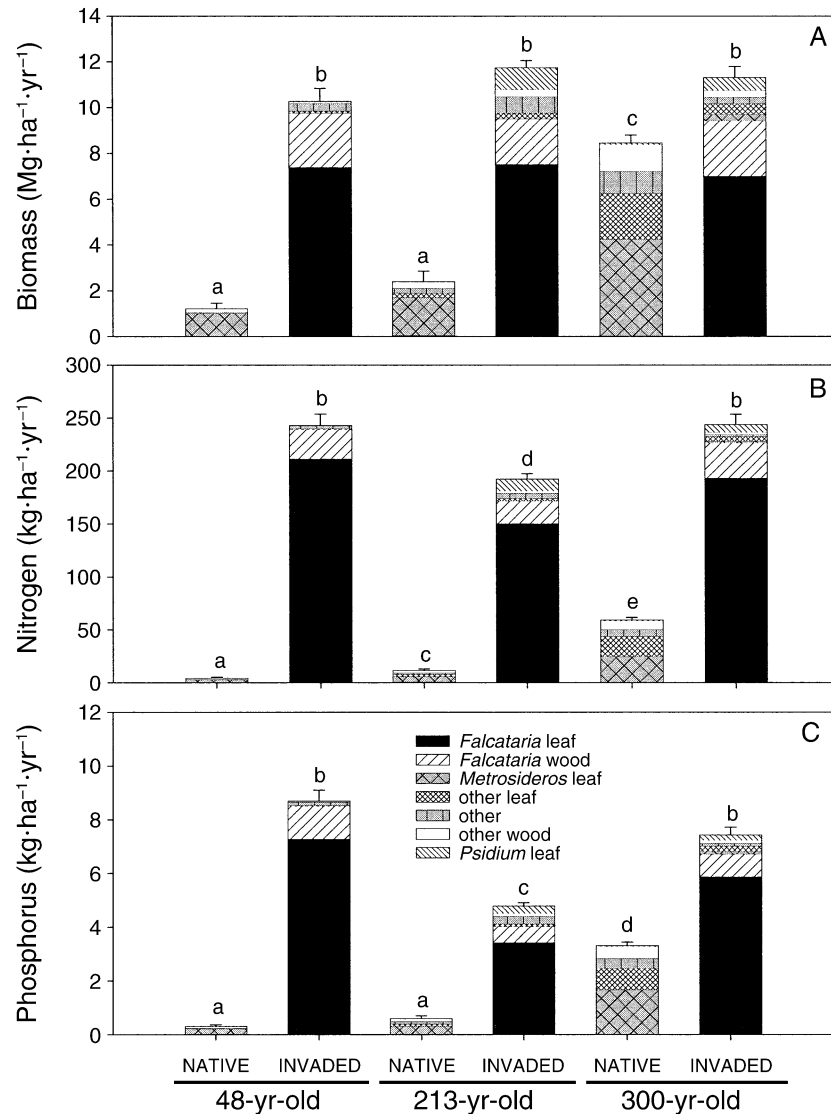 A
Biomass (Mg·ha⁻¹·yr⁻¹)
14
12
10
8
6
4
2
0
a
b
a
b
c
b
B
Nitrogen (kg·ha⁻¹·yr⁻¹)
300
250
200
150
100
50
0
a
b
c
d
e
b
C
Phosphorus (kg·ha⁻¹·yr⁻¹)
12
10
8
6
4
2
0
a
b
a
c
d
b
Falcataria leaf
Falcataria wood
Metrosideros leaf
other leaf
other
other wood
Psidium leaf
NATIVE INVADED NATIVE INVADED NATIVE INVADED
48-yr-old 213-yr-old 300-yr-old